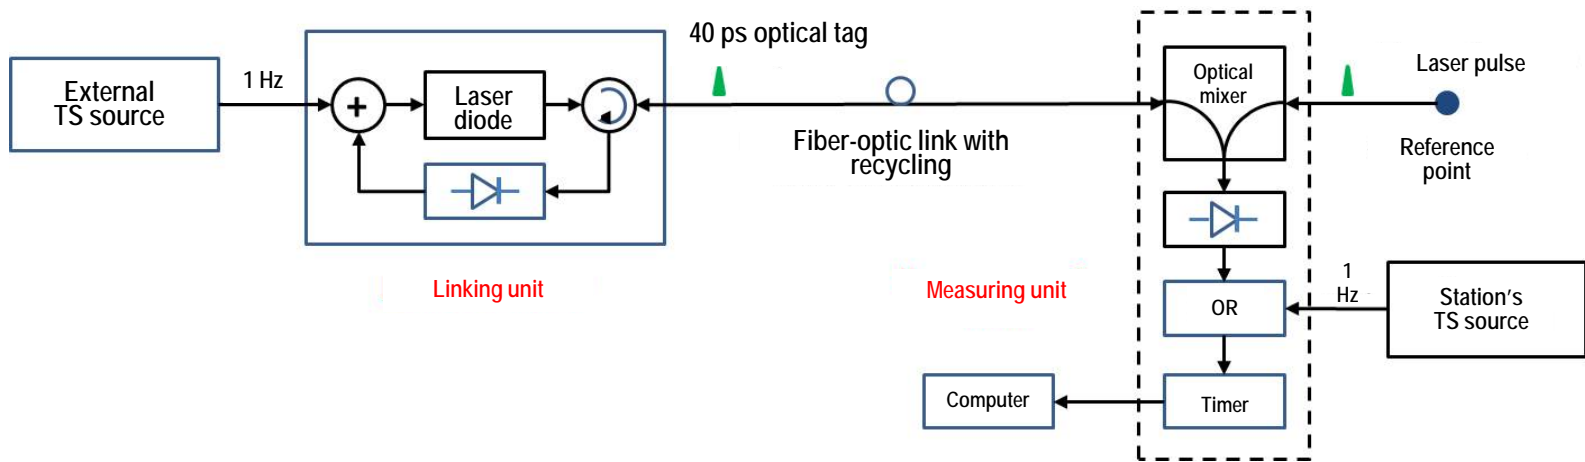 External
TS source
1 Hz
+
Laser
diode
Linking unit
40 ps optical tag
Fiber-optic link with
recycling
Optical
mixer
Laser pulse
Reference
point
Measuring unit
OR
1
Hz
Station's
TS source
Computer
Timer